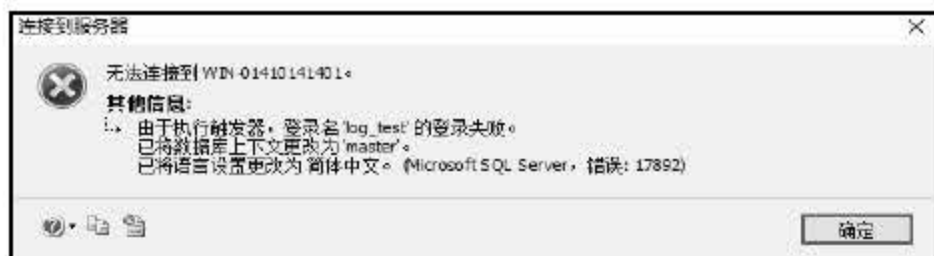 连接到服务器
无法连接到 WIN-01410141401。
其他信息:
由于执行触发器，登录名'log_test' 的登录失败。
已将数据库上下文更改为'master'。
已将语言设置更改为 简体中文。 (Microsoft SQL Server，错误: 17892)
确定